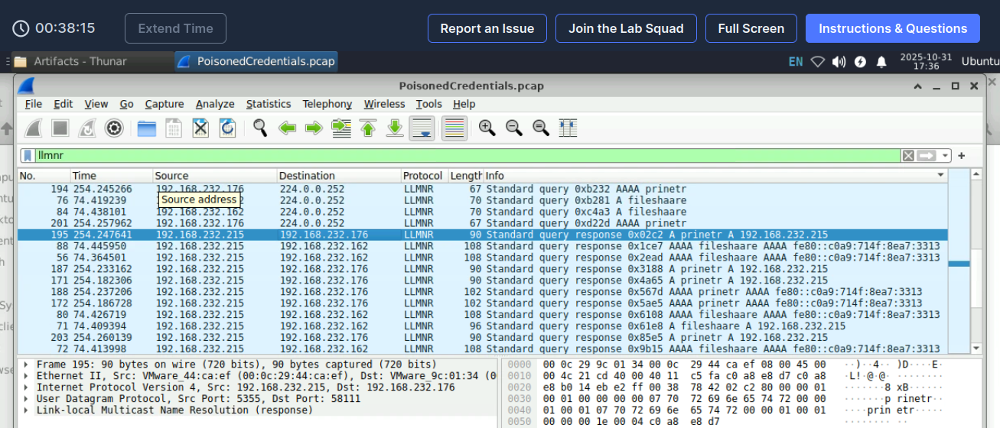 00:38:15 Extend Time Report an Issue Join the Lab Squad Full Screen Instructions & Questions
Artifacts - Thunar PoisonedCredentials.pcap EN 2025-10-31 17:36 Ubuntu
PoisonedCredentials.pcap
File Edit View Go Capture Analyze Statistics Telephony Wireless Tools Help
llmnr
No. Time Source Destination Protocol Length Info
194 254.245266 192.168.232.176 224.0.0.252 LLMNR 67 Standard query 0xb232 AAAA prinetr
76 74.419239 224.0.0.252 LLMNR 70 Standard query 0xb281 A fileshaare
Source address
84 74.438101 192.168.232.162 224.0.0.252 LLMNR 70 Standard query 0xc4a3 A fileshaare
201 254.257962 192.168.232.176 224.0.0.252 LLMNR 67 Standard query 0xd22d AAAA prinetr
195 254.247641 192.168.232.215 192.168.232.176 LLMNR 90 Standard query response 0x02c2 A prinetr A 192.168.232.215
88 74.445950 192.168.232.215 192.168.232.162 LLMNR 108 Standard query response 0x1ce7 AAAA fileshaare AAAA fe80::c0a9:714f:8ea7:3313
56 74.364501 192.168.232.215 192.168.232.162 LLMNR 108 Standard query response 0x2ead AAAA fileshaare AAAA fe80::c0a9:714f:8ea7:3313
187 254.233162 192.168.232.215 192.168.232.176 LLMNR 90 Standard query response 0x3188 A prinetr A 192.168.232.215
171 254.182306 192.168.232.215 192.168.232.176 LLMNR 90 Standard query response 0x4a65 A prinetr A 192.168.232.215
188 254.237206 192.168.232.215 192.168.232.176 LLMNR 102 Standard query response 0x567d AAAA prinetr AAAA fe80::c0a9:714f:8ea7:3313
172 254.186728 192.168.232.215 192.168.232.176 LLMNR 102 Standard query response 0x5ae5 AAAA prinetr AAAA fe80::c0a9:714f:8ea7:3313
80 74.426719 192.168.232.215 192.168.232.162 LLMNR 108 Standard query response 0x6108 AAAA fileshaare AAAA fe80::c0a9:714f:8ea7:3313
71 74.409394 192.168.232.215 192.168.232.162 LLMNR 96 Standard query response 0x61e8 A fileshaare A 192.168.232.215
203 254.260139 192.168.232.215 192.168.232.176 LLMNR 90 Standard query response 0x85e5 A prinetr A 192.168.232.215
72 74.413998 192.168.232.215 192.168.232.162 LLMNR 108 Standard query response 0x9b15 AAAA fileshaare AAAA fe80::c0a9:714f:8ea7:3313
Frame 195: 90 bytes on wire (720 bits), 90 bytes captured (720 bits)
Ethernet II, Src: VMware_44:ca:ef (00:0c:29:44:ca:ef), Dst: VMware_9c:01:34 (0
Internet Protocol Version 4, Src: 192.168.232.215, Dst: 192.168.232.176
User Datagram Protocol, Src Port: 5355, Dst Port: 58111
Link-local Multicast Name Resolution (response)
0000 00 0c 29 9c 01 34 00 0c 29 44 ca ef 08 00 45 00 ··)··4·· )D····E·
0010 00 4c 21 cd 40 00 40 11 c5 fa c0 a8 e8 d7 c0 a8 ·L!·@·@· ········
0020 e8 b0 14 eb e2 ff 00 38 78 42 02 c2 80 00 00 01 ·······8 xB······
0030 00 01 00 00 00 00 07 70 72 69 6e 65 74 72 00 00 ·······p rinetr··
0040 01 00 01 07 70 72 69 6e 65 74 72 00 00 01 00 01 ····prin etr·····
0050 00 00 00 1e 00 04 c0 a8 e8 d7 ········ ··